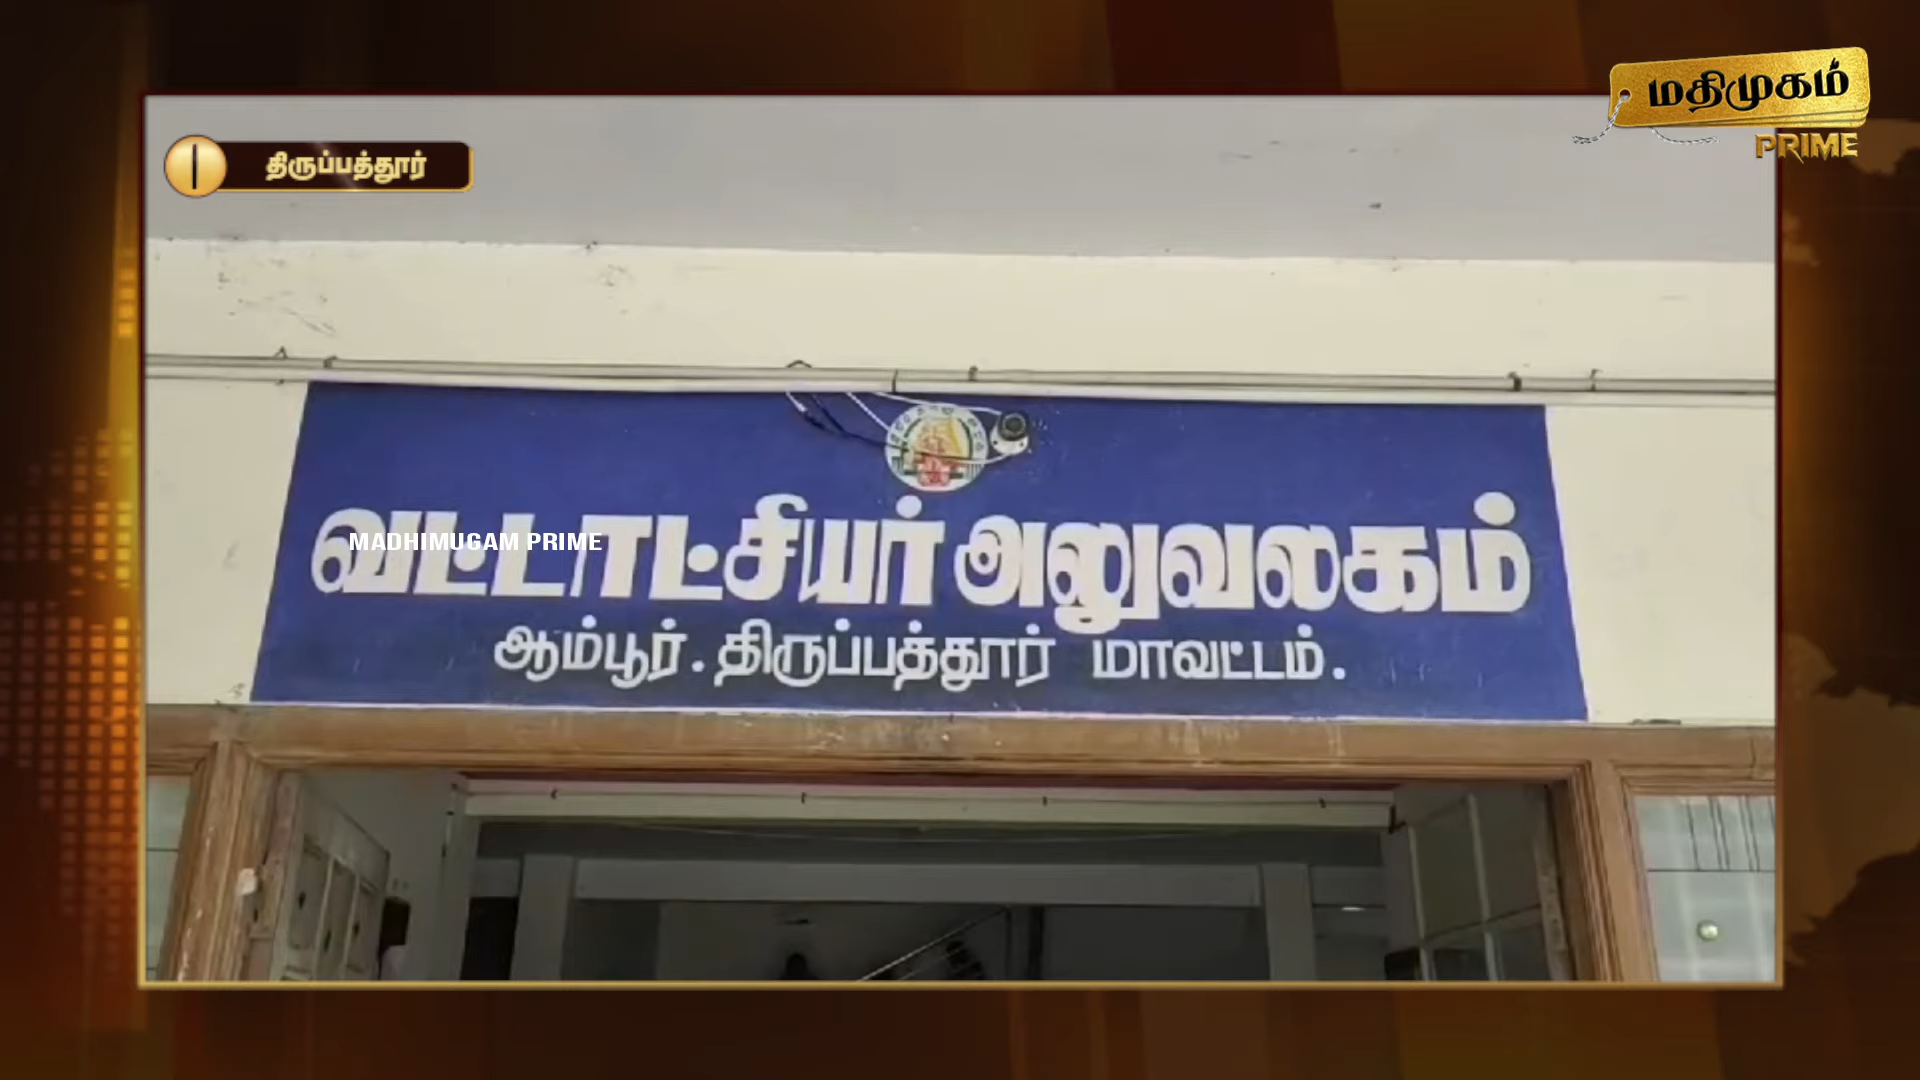 மதிமுகம்
PRIME
திருப்பத்தூர்
வட்டாட்சியர் அலுவலகம்
MADHIMUGAM PRIME
ஆம்பூர். திருப்பத்தூர் மாவட்டம்.